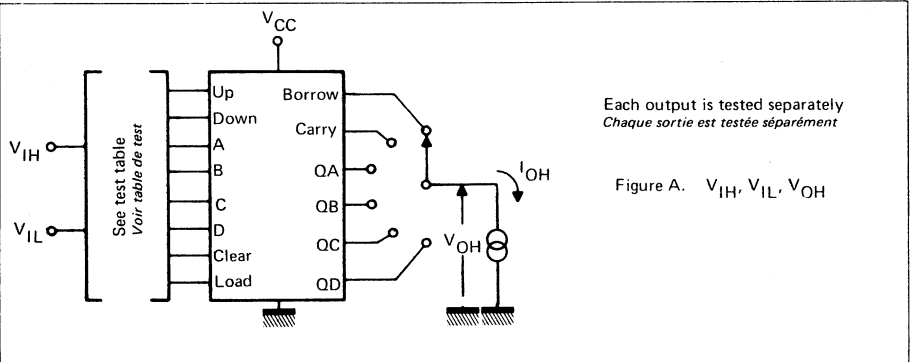 VCC
VIH
VIL
See test table
Voir table de test
Up
Down
A
B
C
D
Clear
Load
Borrow
Carry
QA
QB
QC
QD
VOH
IOH
Each output is tested separately
Chaque sortie est testée séparément
Figure A. VIH, VIL, VOH